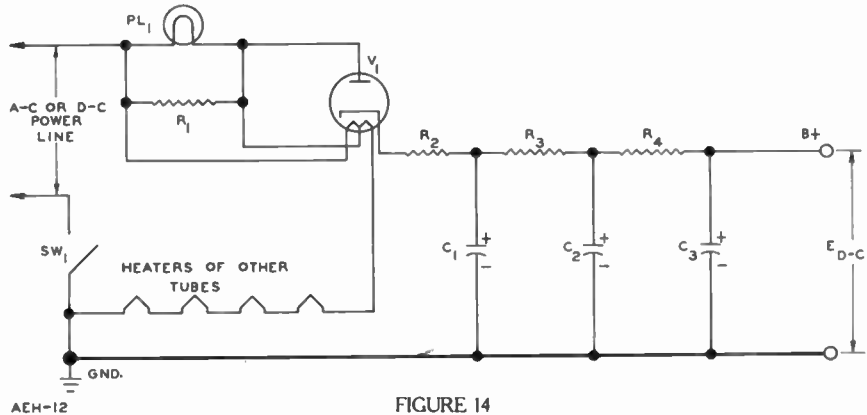 PL1
V1
A-C OR D-C
POWER
LINE
R1
R2
R3
R4
B+
SW1
HEATERS OF OTHER
TUBES
C1
+
-
C2
+
-
C3
+
-
E D-C
GND.
AEH-12
FIGURE 14